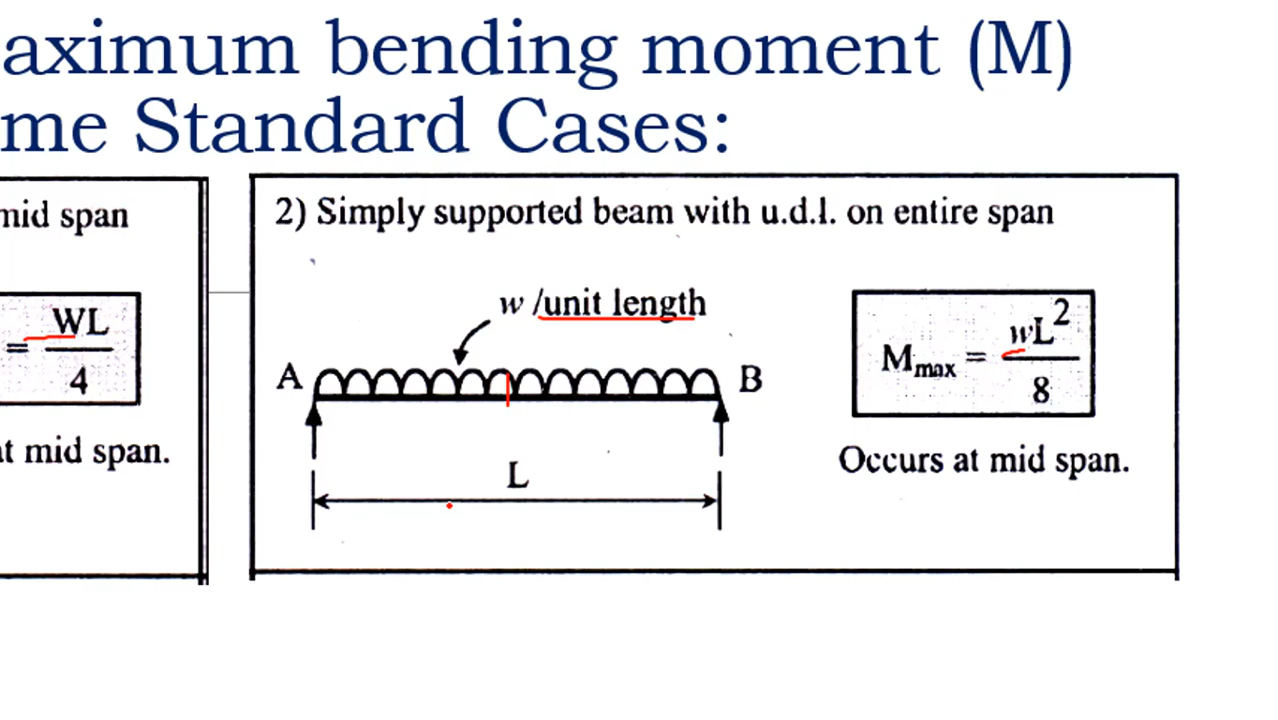 aximum bending moment (M)
me Standard Cases:
mid span
= WL/4
at mid span.
2) Simply supported beam with u.d.l. on entire span
w /unit length
A
B
L
Mmax = wL²/8
Occurs at mid span.